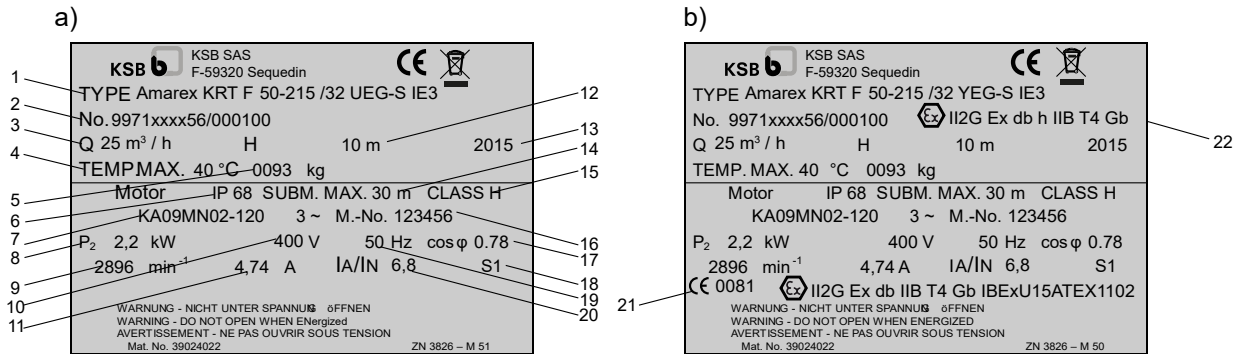 a)
KSB b KSB SAS
F-59320 Sequedin CE
TYPE Amarex KRT F 50-215 /32 UEG-S IE3
No. 9971xxxx56/000100
Q 25 m³ / h H 10 m 2015
TEMP.MAX. 40 °C 0093 kg
Motor IP 68 SUBM. MAX. 30 m CLASS H
KA09MN02-120 3 ~ M.-No. 123456
P₂ 2,2 kW 400 V 50 Hz cos φ 0.78
2896 min⁻¹ 4,74 A IA/IN 6,8 S1
WARNUNG - NICHT UNTER SPANNUNG öFFNEN
WARNING - DO NOT OPEN WHEN ENergized
AVERTISSEMENT - NE PAS OUVRIR SOUS TENSION
Mat. No. 39024022 ZN 3826 – M 51
1
2
3
4
5
6
7
8
9
10
11
12
13
14
15
16
17
18
19
20
b)
KSB b KSB SAS
F-59320 Sequedin CE
TYPE Amarex KRT F 50-215 /32 YEG-S IE3
No. 9971xxxx56/000100 Ex II2G Ex db h IIB T4 Gb
Q 25 m³ / h H 10 m 2015
TEMP. MAX. 40 °C 0093 kg
Motor IP 68 SUBM. MAX. 30 m CLASS H
KA09MN02-120 3 ~ M.-No. 123456
P₂ 2,2 kW 400 V 50 Hz cos φ 0.78
2896 min⁻¹ 4,74 A IA/IN 6,8 S1
CE 0081 Ex II2G Ex db IIB T4 Gb IBExU15ATEX1102
WARNUNG - NICHT UNTER SPANNUNG öFFNEN
WARNING - DO NOT OPEN WHEN ENERGIZED
AVERTISSEMENT - NE PAS OUVRIR SOUS TENSION
Mat. No. 39024022 ZN 3826 – M 50
21
22